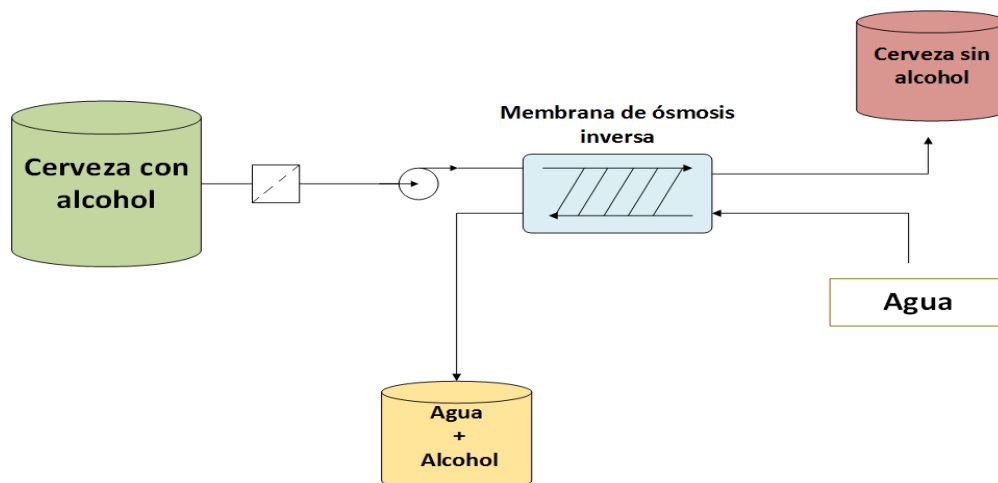 Cerveza sin
alcohol
Membrana de ósmosis
inversa
Cerveza con
alcohol
Agua
Agua
+
Alcohol